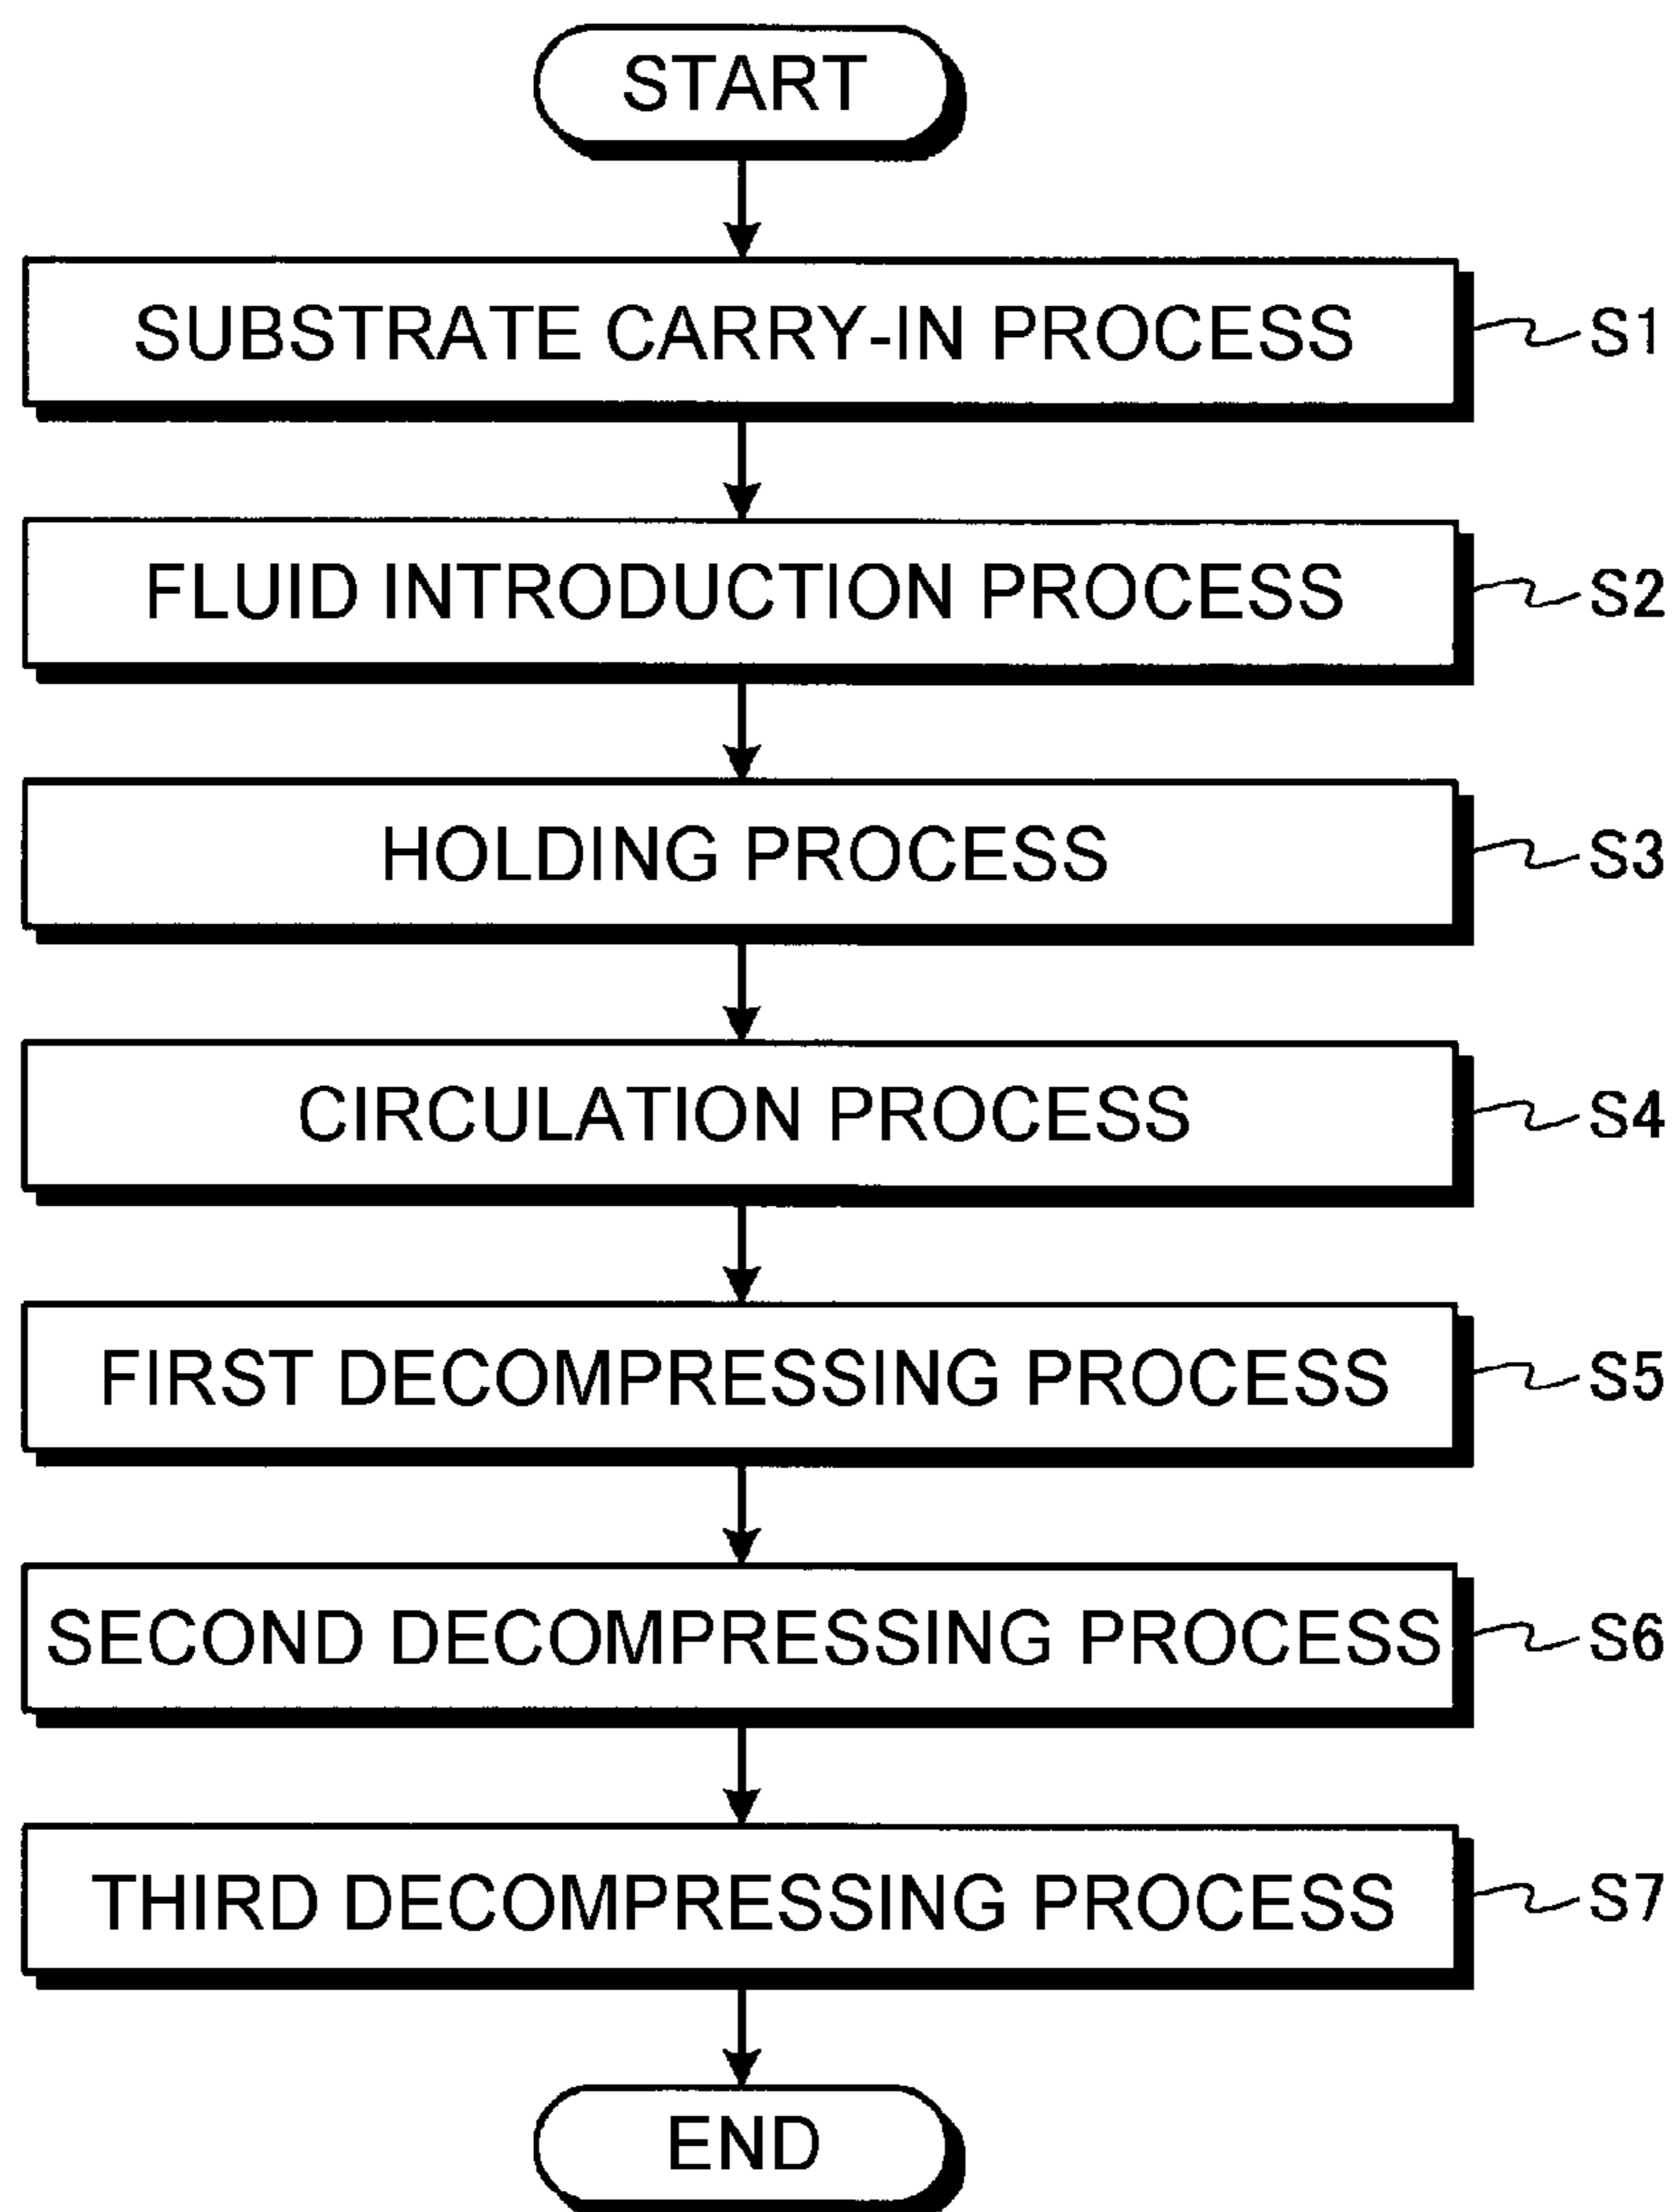 START
SUBSTRATE CARRY-IN PROCESS S1
FLUID INTRODUCTION PROCESS S2
HOLDING PROCESS S3
CIRCULATION PROCESS S4
FIRST DECOMPRESSING PROCESS S5
SECOND DECOMPRESSING PROCESS S6
THIRD DECOMPRESSING PROCESS S7
END